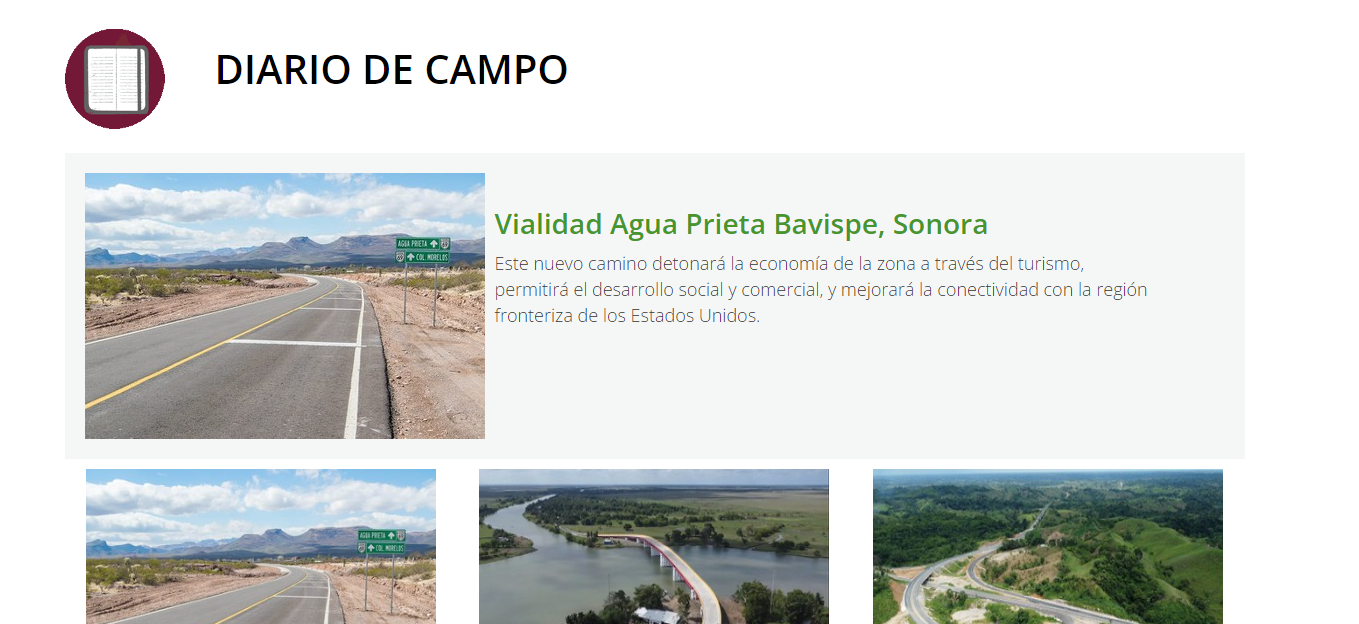 DIARIO DE CAMPO
Vialidad Agua Prieta Bavispe, Sonora
Este nuevo camino detonará la economía de la zona a través del turismo,
permitirá el desarrollo social y comercial, y mejorará la conectividad con la región
fronteriza de los Estados Unidos.
AGUA PRIETA
COL. MORELOS
AGUA PRIETA
COL. MORELOS